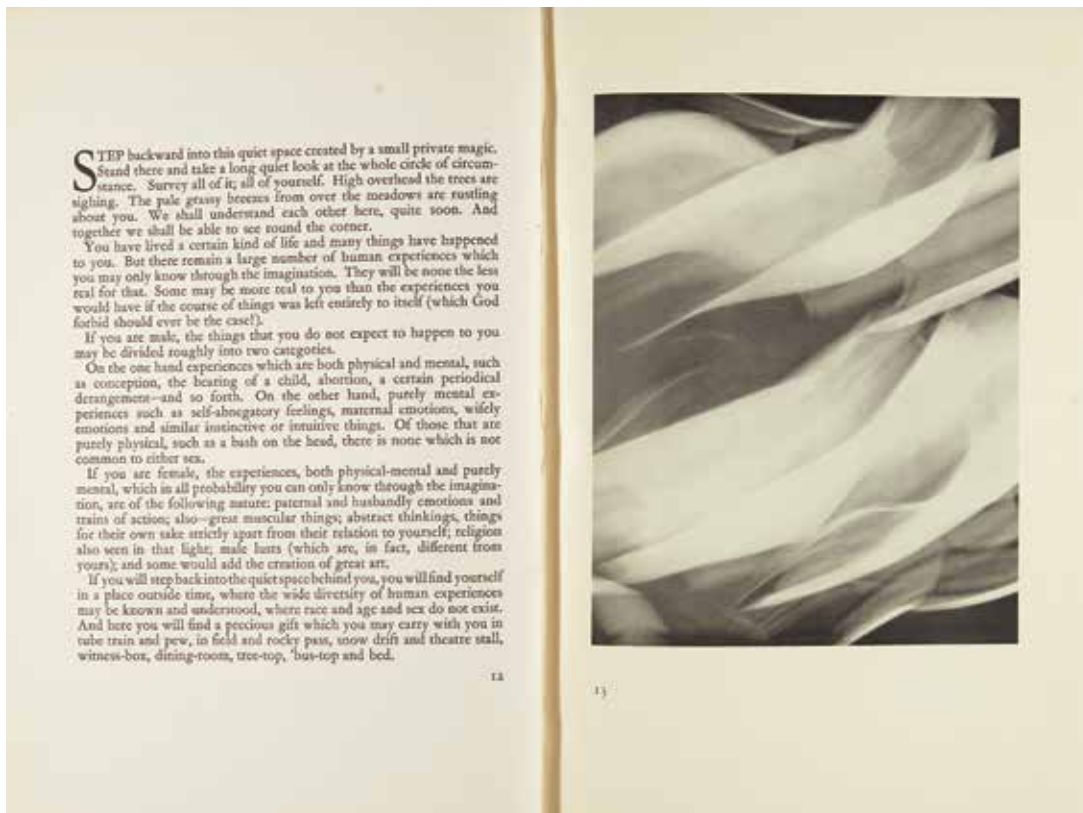 STEP backward into this quiet space created by a small private magic.
Stand there and take a long quiet look at the whole circle of circum-
stance. Survey all of it; all of yourself. High overhead the trees are
sighing. The pale grassy breezes from over the meadows are rustling
about you. We shall understand each other here, quite soon. And
together we shall be able to see round the corner.
You have lived a certain kind of life and many things have happened
to you. But there remain a large number of human experiences which
you may only know through the imagination. They will be none the less
real for that. Some may be more real to you than the experiences you
would have if the course of things was left entirely to itself (which God
forbid should ever be the case!).
If you are male, the things that you do not expect to happen to you
may be divided roughly into two categories.
On the one hand experiences which are both physical and mental, such
as conception, the bearing of a child, abortion, a certain periodical
derangement—and so forth. On the other hand, purely mental ex-
periences such as self-abnegatory feelings, maternal emotions, wifely
emotions and similar instinctive or intuitive things. Of those that are
purely physical, such as a bash on the head, there is none which is not
common to either sex.
If you are female, the experiences, both physical-mental and purely
mental, which in all probability you can only know through the imagina-
tion, are of the following nature: paternal and husbandly emotions and
trains of action; also—great muscular things; abstract thinkings, things
for their own sake strictly apart from their relation to yourself; religion
also seen in that light; male lusts (which are, in fact, different from
yours); and some would add the creation of great art.
If you will step back into the quiet space behind you, you will find yourself
in a place outside time, where the wide diversity of human experiences
may be known and understood, where race and age and sex do not exist.
And here you will find a precious gift which you may carry with you in
tube train and pew, in field and rocky pass, snow drift and theatre stall,
witness-box, dining-room, tree-top, 'bus-top and bed.
12
13